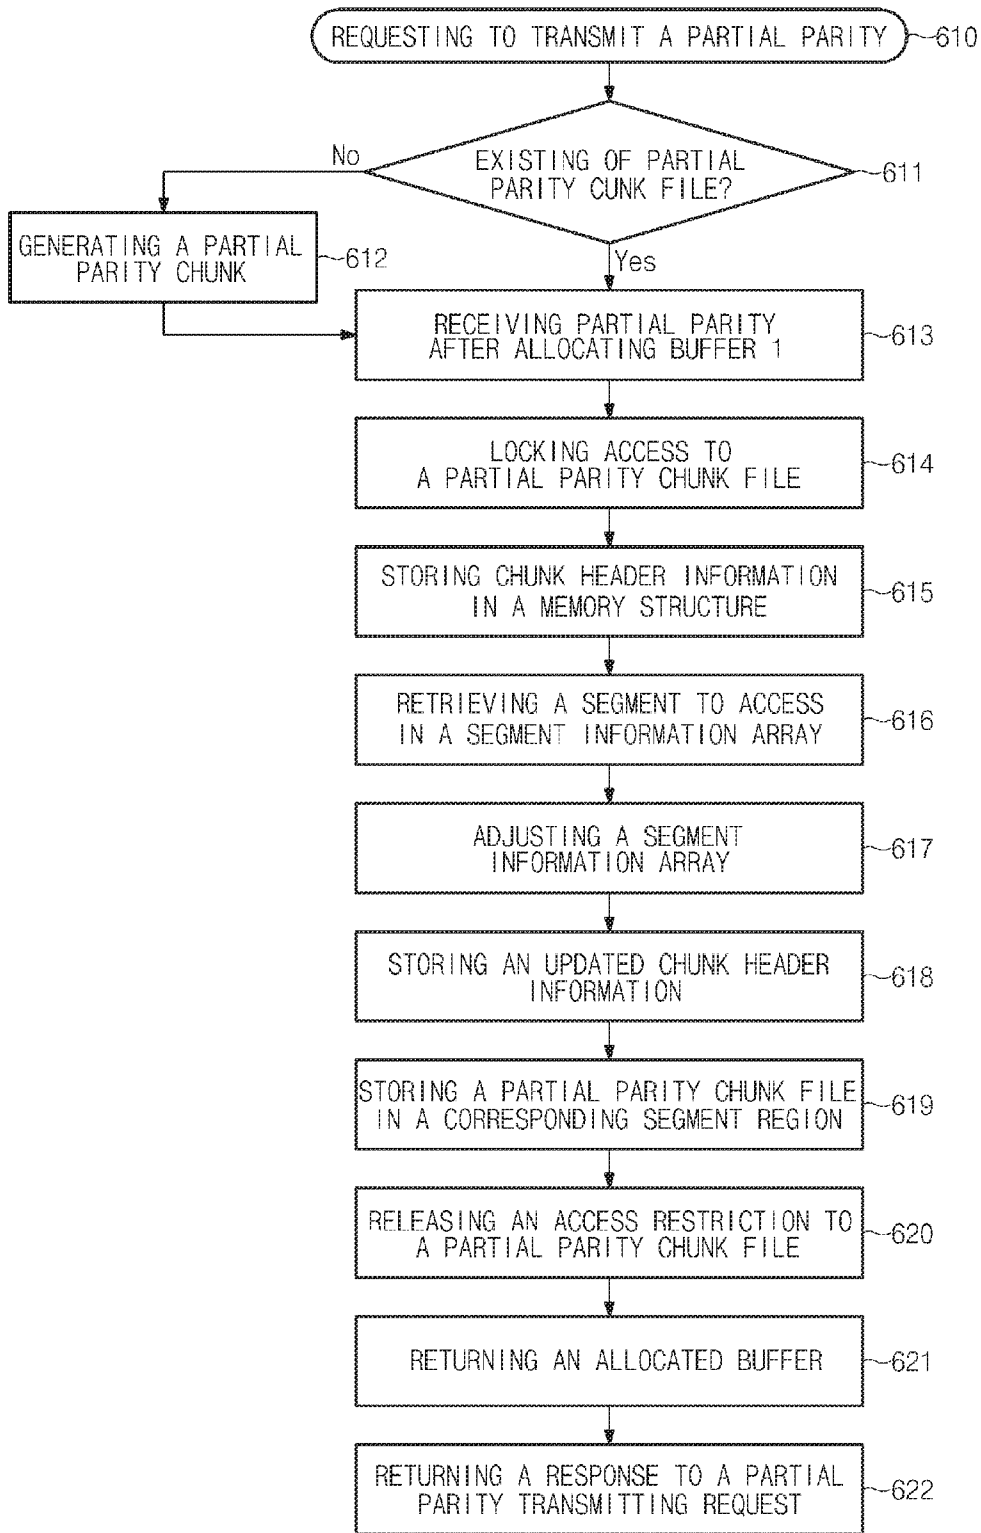 REQUESTING TO TRANSMIT A PARTIAL PARITY
610
EXISTING OF PARTIAL
PARITY CUNK FILE?
611
No
Yes
GENERATING A PARTIAL
PARITY CHUNK
612
RECEIVING PARTIAL PARITY
AFTER ALLOCATING BUFFER 1
613
LOCKING ACCESS TO
A PARTIAL PARITY CHUNK FILE
614
STORING CHUNK HEADER INFORMATION
IN A MEMORY STRUCTURE
615
RETRIEVING A SEGMENT TO ACCESS
IN A SEGMENT INFORMATION ARRAY
616
ADJUSTING A SEGMENT
INFORMATION ARRAY
617
STORING AN UPDATED CHUNK HEADER
INFORMATION
618
STORING A PARTIAL PARITY CHUNK FILE
IN A CORRESPONDING SEGMENT REGION
619
RELEASING AN ACCESS RESTRICTION TO
A PARTIAL PARITY CHUNK FILE
620
RETURNING AN ALLOCATED BUFFER
621
RETURNING A RESPONSE TO A PARTIAL
PARITY TRANSMITTING REQUEST
622